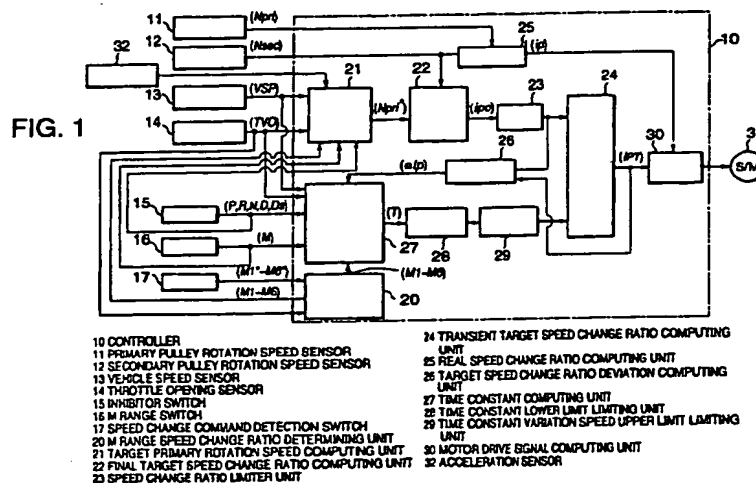 FIG. 1
11
(Npri)
12
(Nsec)
32
13
(VSP)
14
(TVO)
15
(P,R,N,D,Ds)
16
(M)
17
(M1"-M6")
(M1-M6)
21
(Npri*)
22
(ipo)
25
(ip)
10
23
24
26
(eip)
27
(T)
28
29
(M1-M6)
20
(IPT)
30
S/M
10 CONTROLLER
11 PRIMARY PULLEY ROTATION SPEED SENSOR
12 SECONDARY PULLEY ROTATION SPEED SENSOR
13 VEHICLE SPEED SENSOR
14 THROTTLE OPENING SENSOR
15 INHIBITOR SWITCH
16 M RANGE SWITCH
17 SPEED CHANGE COMMAND DETECTION SWITCH
20 M RANGE SPEED CHANGE RATIO DETERMINING UNIT
21 TARGET PRIMARY ROTATION SPEED COMPUTING UNIT
22 FINAL TARGET SPEED CHANGE RATIO COMPUTING UNIT
23 SPEED CHANGE RATIO LIMITER UNIT
24 TRANSIENT TARGET SPEED CHANGE RATIO COMPUTING
UNIT
25 REAL SPEED CHANGE RATIO COMPUTING UNIT
26 TARGET SPEED CHANGE RATIO DEVIATION COMPUTING
UNIT
27 TIME CONSTANT COMPUTING UNIT
28 TIME CONSTANT LOWER LIMIT LIMITING UNIT
29 TIME CONSTANT VARIATION SPEED UPPER LIMIT LIMITING
UNIT
30 MOTOR DRIVE SIGNAL COMPUTING UNIT
32 ACCELERATION SENSOR